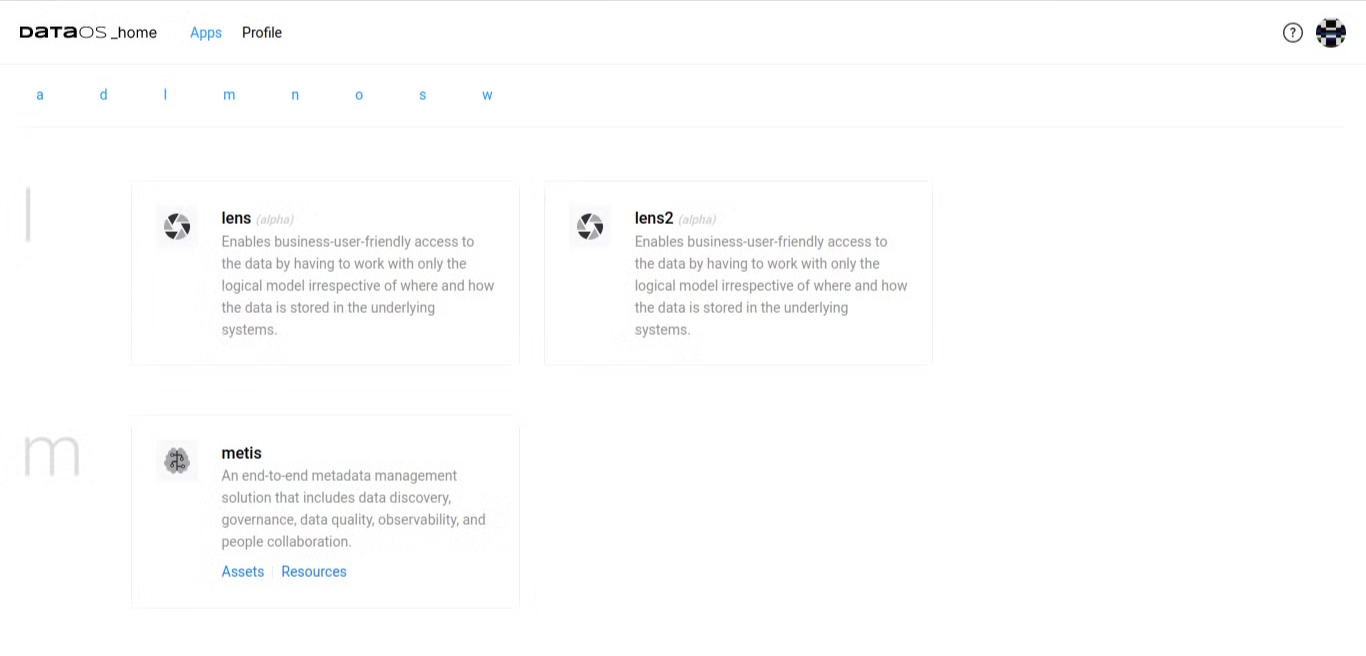 DATAOS _home Apps Profile ?
a d l m n o s w
l
lens (alpha)
Enables business-user-friendly access to
the data by having to work with only the
logical model irrespective of where and how
the data is stored in the underlying
systems.
lens2 (alpha)
Enables business-user-friendly access to
the data by having to work with only the
logical model irrespective of where and how
the data is stored in the underlying
systems.
m
metis
An end-to-end metadata management
solution that includes data discovery,
governance, data quality, observability, and
people collaboration.
Assets Resources